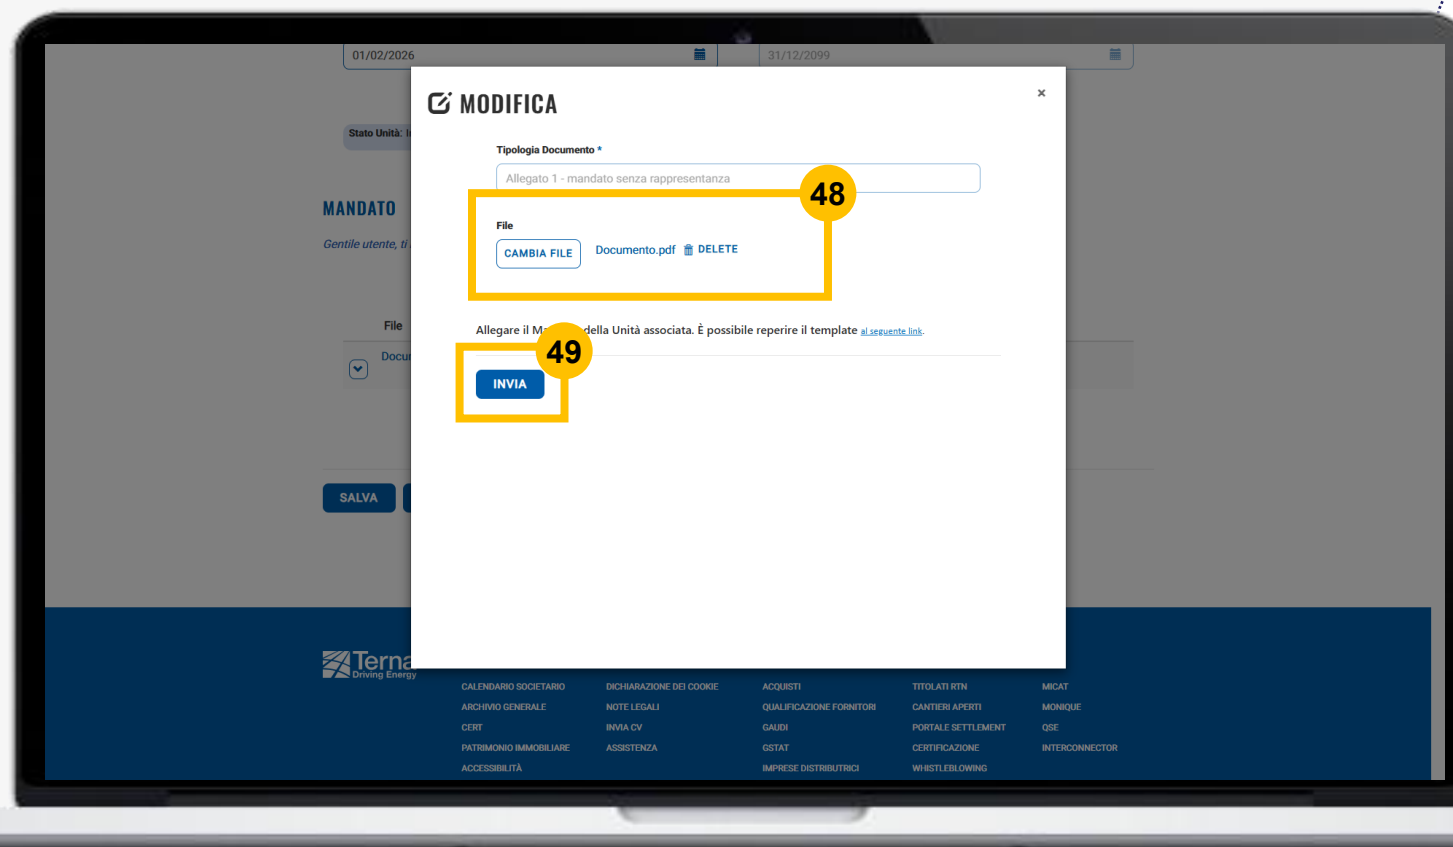 01/02/2026
31/12/2099
MODIFICA
×
Stato Unità:
Tipologia Documento *
Allegato 1 - mandato senza rappresentanza
48
MANDATO
Gentile utente, ti
File
CAMBIA FILE
Documento.pdf
DELETE
File
Allegare il della Unità associata. È possibile reperire il template al seguente link.
49
INVIA
SALVA
Terna
Driving Energy
CALENDARIO SOCIETARIO
DICHIARAZIONE DEI COOKIE
ACQUISTI
TITOLATI RTN
MICAT
ARCHIVIO GENERALE
NOTE LEGALI
QUALIFICAZIONE FORNITORI
CANTIERI APERTI
MONIQUE
CERT
INVIA CV
GAUDI
PORTALE SETTLEMENT
QSE
PATRIMONIO IMMOBILIARE
ASSISTENZA
GSTAT
CERTIFICAZIONE
INTERCONNECTOR
ACCESSIBILITÀ
IMPRESE DISTRIBUTRICI
WHISTLEBLOWING